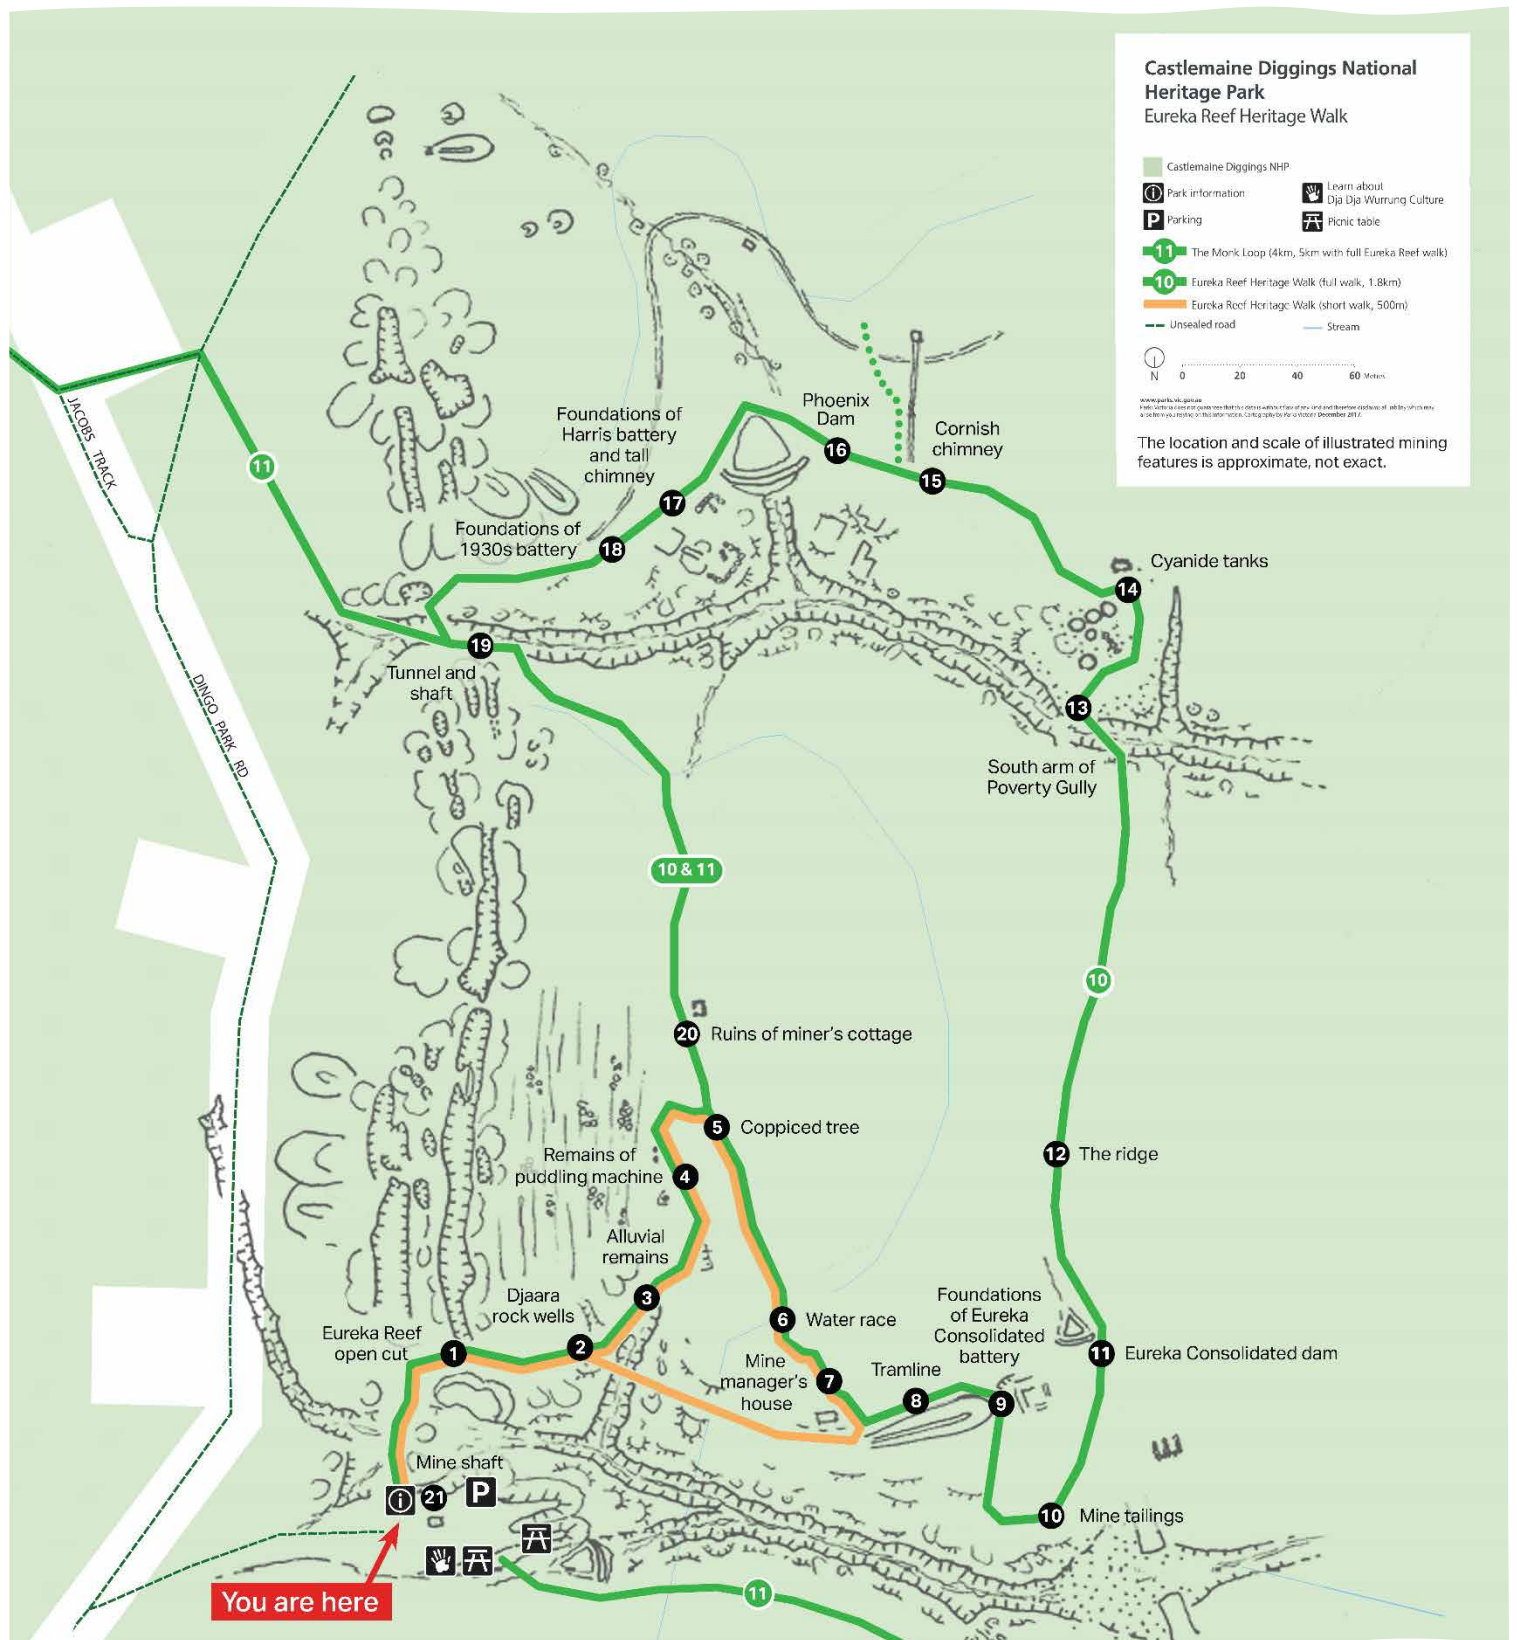 Castlemaine Diggings National
Heritage Park
Eureka Reef Heritage Walk
Castlemaine Diggings NHP
Park information
Learn about
Dja Dja Wurrung Culture
P
Parking
Picnic table
11
The Monk Loop (4km, 5km with full Eureka Reef walk)
10
Eureka Reef Heritage Walk (full walk, 1.8km)
Eureka Reef Heritage Walk (short walk, 500m)
Unsealed road
Stream
N
0 20 40 60 Metres
www.parks.vic.gov.au
December 2017
The location and scale of illustrated mining
features is approximate, not exact.
JACOBS TRACK
11
Foundations of
Harris battery
and tall
chimney
17
Phoenix
Dam
16
Cornish
chimney
15
Foundations of
1930s battery
18
Cyanide tanks
14
19
Tunnel and
shaft
DINGO PARK RD
13
South arm of
Poverty Gully
10 & 11
10
20
Ruins of miner's cottage
5
Coppiced tree
12
The ridge
Remains of
puddling machine
4
Alluvial
remains
3
Djaara
rock wells
2
Eureka Reef
open cut
1
6
Water race
Mine
manager's
house
7
Tramline
8
Foundations
of Eureka
Consolidated
battery
9
11
Eureka Consolidated dam
Mine shaft
21
P
10
Mine tailings
11
You are here